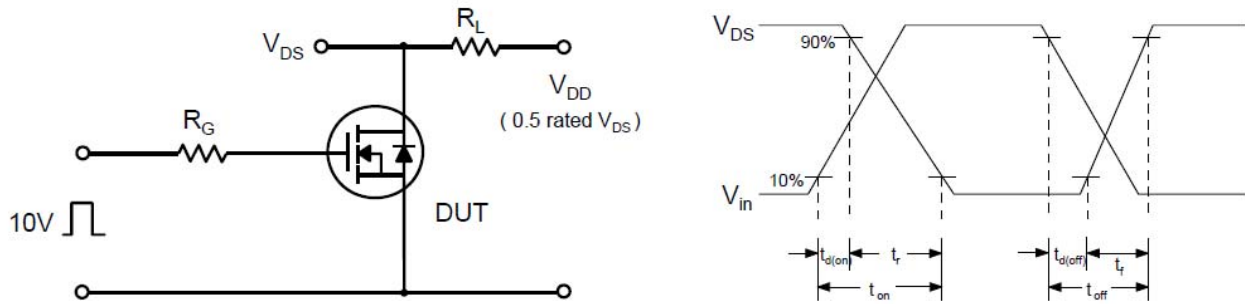 V_DS
R_L
V_DD
( 0.5 rated V_DS )
R_G
10V
DUT
V_DS
90%
10%
V_in
t_d(on)
t_r
t_on
t_d(off)
t_f
t_off